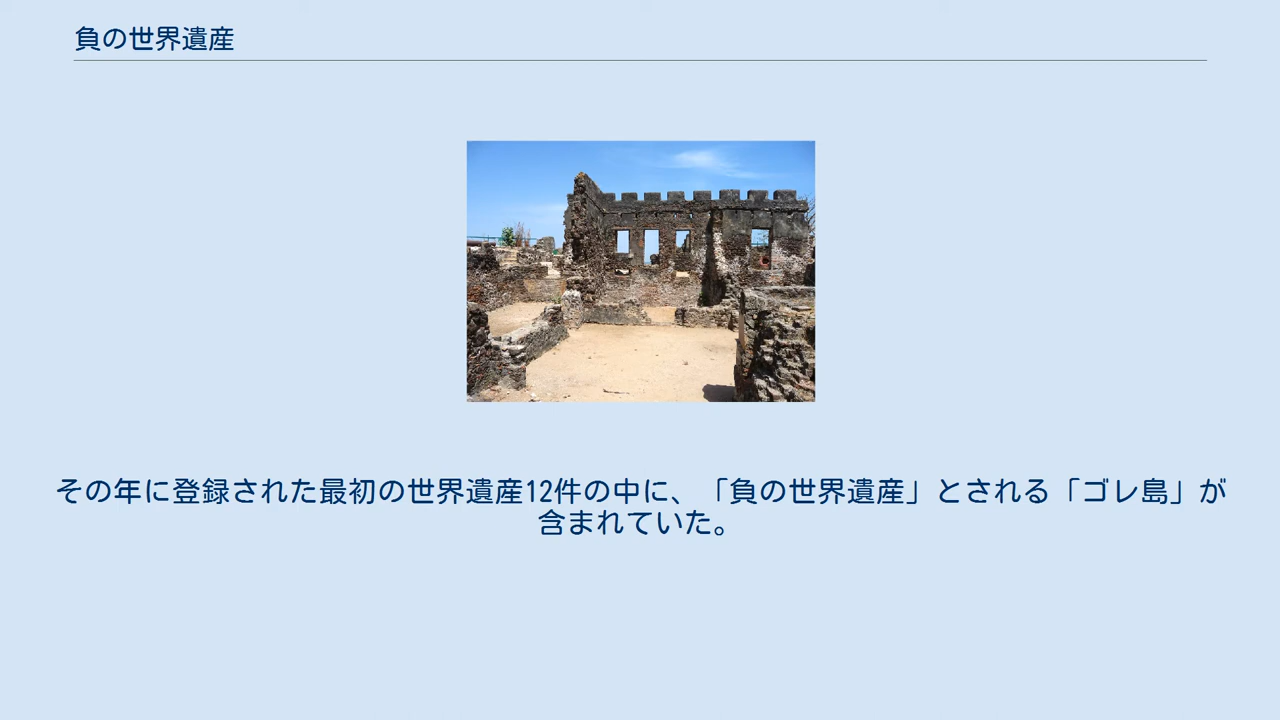 負の世界遺産
その年に登録された最初の世界遺産12件の中に、「負の世界遺産」とされる「ゴレ島」が
含まれていた。